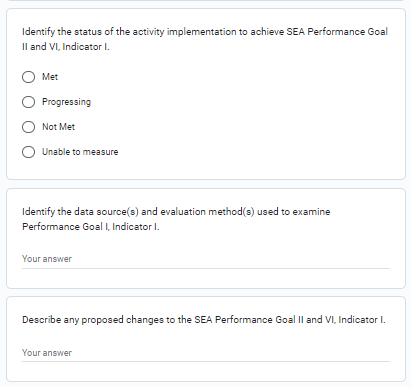 Identify the status of the activity implementation to achieve SEA Performance Goal
II and VI, Indicator I.
Met
Progressing
Not Met
Unable to measure
Identify the data source(s) and evaluation method(s) used to examine
Performance Goal I, Indicator I.
Your answer
Describe any proposed changes to the SEA Performance Goal II and VI, Indicator I.
Your answer